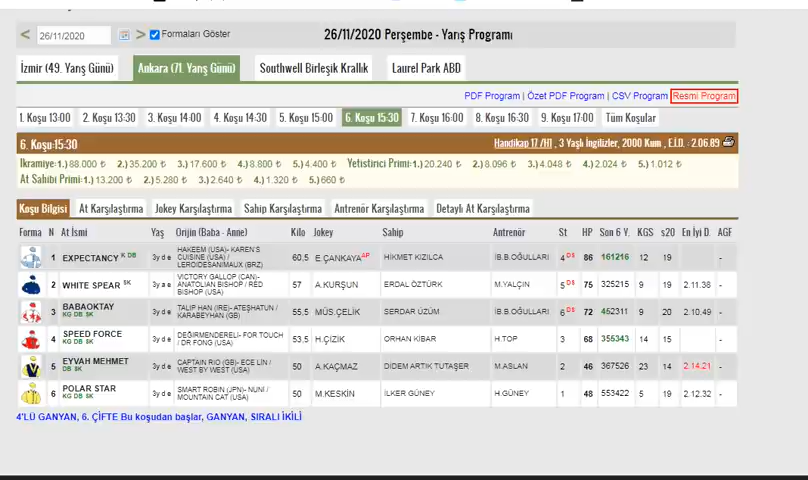 26/11/2020 Formaları Göster 26/11/2020 Perşembe - Yarış Programı
İzmir (49. Yarış Günü) Ankara (71. Yarış Günü) Southwell Birleşik Krallık Laurel Park ABD
PDF Program | Özet PDF Program | CSV Program Resmi Program
1. Koşu 13:00 2. Koşu 13:30 3. Koşu 14:00 4. Koşu 14:30 5. Koşu 15:00 6. Koşu 15:30 7. Koşu 16:00 8. Koşu 16:30 9. Koşu 17:00 Tüm Koşular
6. Koşu:15:30 Handikap 17 /H1 , 3 Yaşlı İngilizler, 2000 Kum , E.İ.D. : 2.06.89
İkramiye: 1.) 88.000 ₺ 2.) 35.200 ₺ 3.) 17.600 ₺ 4.) 8.800 ₺ 5.) 4.400 ₺ Yetiştirici Primi: 1.) 20.240 ₺ 2.) 8.096 ₺ 3.) 4.048 ₺ 4.) 2.024 ₺ 5.) 1.012 ₺
At Sahibi Primi: 1.) 13.200 ₺ 2.) 5.280 ₺ 3.) 2.640 ₺ 4.) 1.320 ₺ 5.) 660 ₺
Koşu Bilgisi At Karşılaştırma Jokey Karşılaştırma Sahip Karşılaştırma Antrenör Karşılaştırma Detaylı At Karşılaştırma
Forma N At İsmi Yaş Orijin (Baba - Anne) Kilo Jokey Sahip Antrenör St HP Son 6 Y. KGS s20 En İyi D. AGF
HAKEEM (USA)- KAREN'S
1 EXPECTANCY K DB 3y d e CUISINE (USA) / 60,5 E.ÇANKAYA AP HİKMET KIZILCA İB.B.OĞULLARI 4 DS 86 161216 12 19 -
LEROIDESANIMAUX (BRZ)
VICTORY GALLOP (CAN)-
2 WHITE SPEAR SK 3y a e ANATOLIAN BISHOP / RED 57 A.KURŞUN ERDAL ÖZTÜRK M.YALÇIN 5 DS 75 325215 9 19 2.11.38 -
BISHOP (USA)
3 BABAOKTAY KG DB SK 3y d e TALIP HAN (IRE)- ATEŞHATUN / KARABEYHAN (GB) 55,5 MÜS.ÇELİK SERDAR ÜZÜM İB.B.OĞULLARI 6 DS 72 452311 9 20 2.10.49 -
4 SPEED FORCE KG DB SK 3y d e DEĞİRMENDERELİ- FOR TOUCH / DR FONG (USA) 53,5 H.ÇİZİK ORHAN KİBAR H.TOP 3 68 355343 14 15 -
5 EYVAH MEHMET DB SK 3y d e CAPTAIN RIO (GB)- ECE LİN / WEST BY WEST (USA) 50 A.KAÇMAZ DİDEM ARTIK TUTAŞER M.ASLAN 2 46 367526 23 14 2.14.21 -
6 POLAR STAR KG DB SK 3y d e SMART ROBIN (JPN)- NUNI / MOUNTAIN CAT (USA) 50 M.KESKİN İLKER GÜNEY H.GÜNEY 1 48 553422 5 19 2.12.32 -
4'LÜ GANYAN, 6. ÇİFTE Bu koşudan başlar, GANYAN, SIRALI İKİLİ